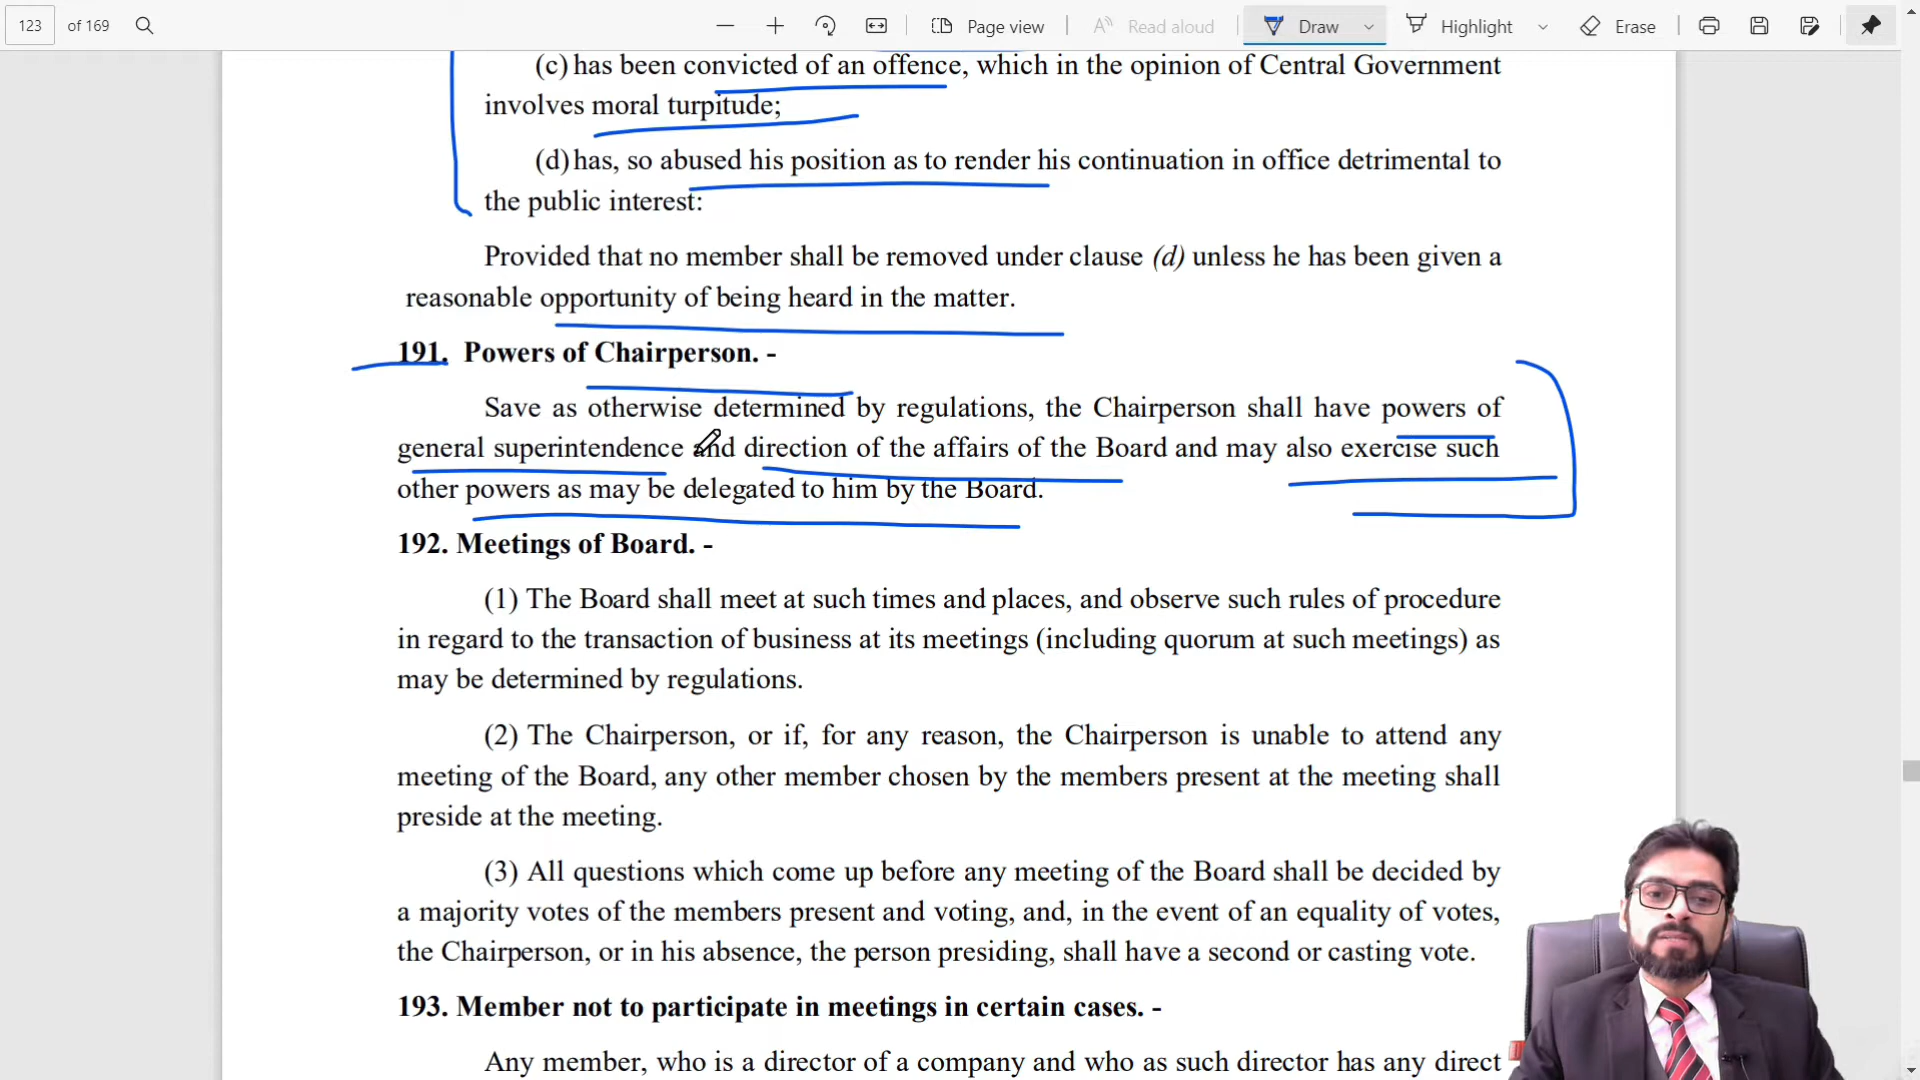 123 of 169 Page view Read aloud Draw Highlight Erase
(c) has been convicted of an offence, which in the opinion of Central Government
involves moral turpitude;
(d) has, so abused his position as to render his continuation in office detrimental to
the public interest:
Provided that no member shall be removed under clause (d) unless he has been given a
reasonable opportunity of being heard in the matter.
191. Powers of Chairperson. -
Save as otherwise determined by regulations, the Chairperson shall have powers of
general superintendence and direction of the affairs of the Board and may also exercise such
other powers as may be delegated to him by the Board.
192. Meetings of Board. -
(1) The Board shall meet at such times and places, and observe such rules of procedure
in regard to the transaction of business at its meetings (including quorum at such meetings) as
may be determined by regulations.
(2) The Chairperson, or if, for any reason, the Chairperson is unable to attend any
meeting of the Board, any other member chosen by the members present at the meeting shall
preside at the meeting.
(3) All questions which come up before any meeting of the Board shall be decided by
a majority votes of the members present and voting, and, in the event of an equality of votes,
the Chairperson, or in his absence, the person presiding, shall have a second or casting vote.
193. Member not to participate in meetings in certain cases. -
Any member, who is a director of a company and who as such director has any direct